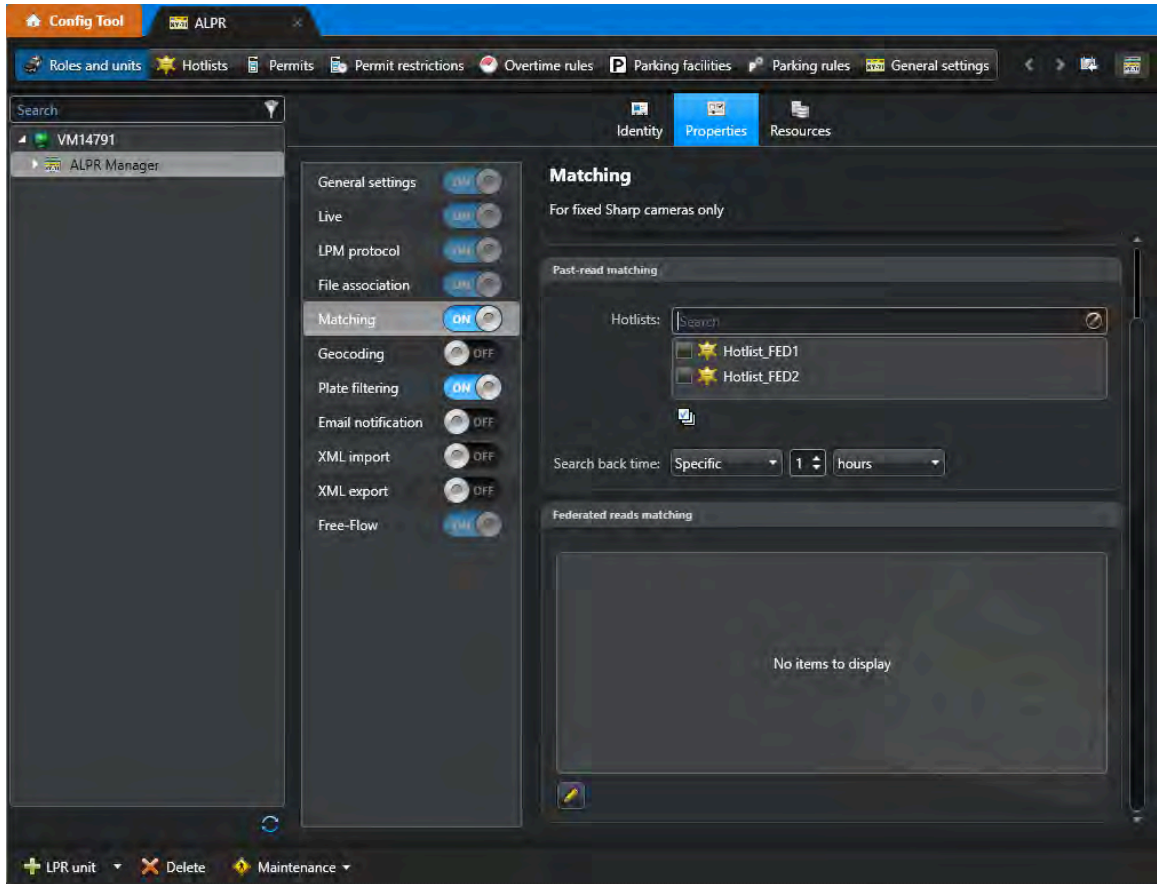 Config Tool
ALPR
Roles and units Hotlists Permits Permit restrictions Overtime rules Parking facilities Parking rules General settings
Search
VM14791
ALPR Manager
Identity Properties Resources
General settings ON
Live ON
LPM protocol ON
File association ON
Matching ON
Geocoding OFF
Plate filtering ON
Email notification OFF
XML import OFF
XML export OFF
Free-Flow ON
Matching
For fixed Sharp cameras only
Past-read matching
Hotlists: Search
Hotlist_FED1
Hotlist_FED2
Search back time: Specific 1 hours
Federated reads matching
No items to display
LPR unit Delete Maintenance